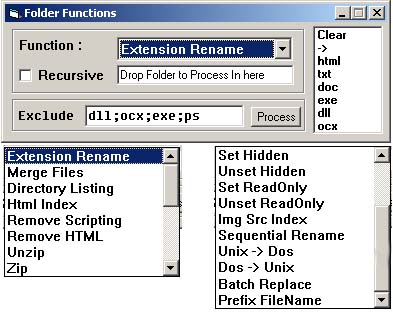 Folder Functions
Function :
Extension Rename
Recursive
Drop Folder to Process In here
Exclude
dll;ocx;exe;ps
Process
Clear
->
html
txt
doc
exe
dll
ocx
Extension Rename
Merge Files
Directory Listing
Html Index
Remove Scripting
Remove HTML
Unzip
Zip
Set Hidden
Unset Hidden
Set ReadOnly
Unset ReadOnly
Img Src Index
Sequential Rename
Unix -> Dos
Dos -> Unix
Batch Replace
Prefix FileName